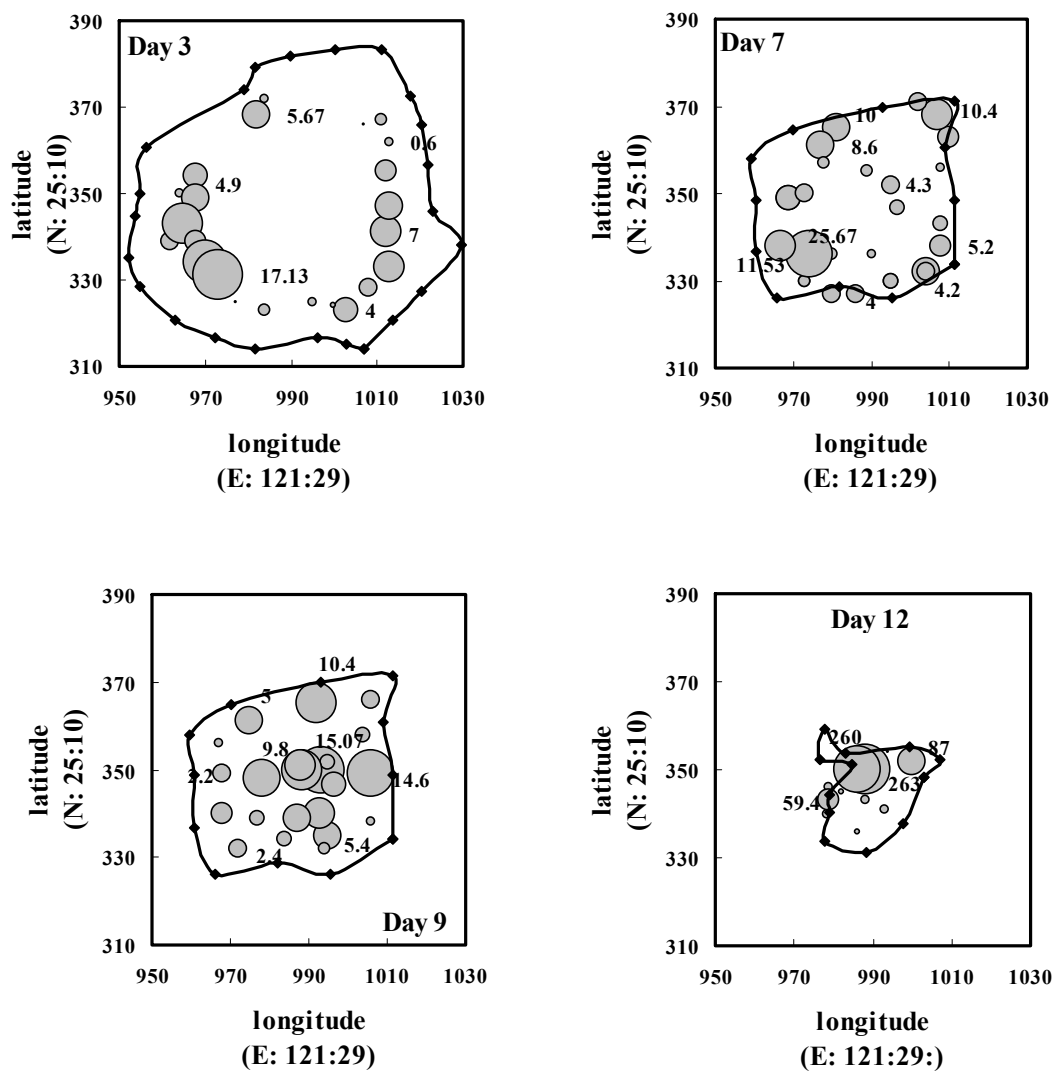 390
Day 3
370
5.67
0.6
4.9
350
7
330
17.13
4
310
950 970 990 1010 1030
latitude
(N: 25:10)
longitude
(E: 121:29)
390
Day 7
370
10
10.4
8.6
350
4.3
25.67
5.2
11.53
330
4.2
4
310
950 970 990 1010 1030
latitude
(N: 25:10)
longitude
(E: 121:29)
390
370
10.4
5
9.8
15.07
350
2.2
14.6
330
2.4
5.4
Day 9
310
950 970 990 1010 1030
latitude
(N: 25:10)
longitude
(E: 121:29)
390
Day 12
370
260
87
350
263
59.4
330
310
950 970 990 1010 1030
latitude
(N: 25:10)
longitude
(E: 121:29:)